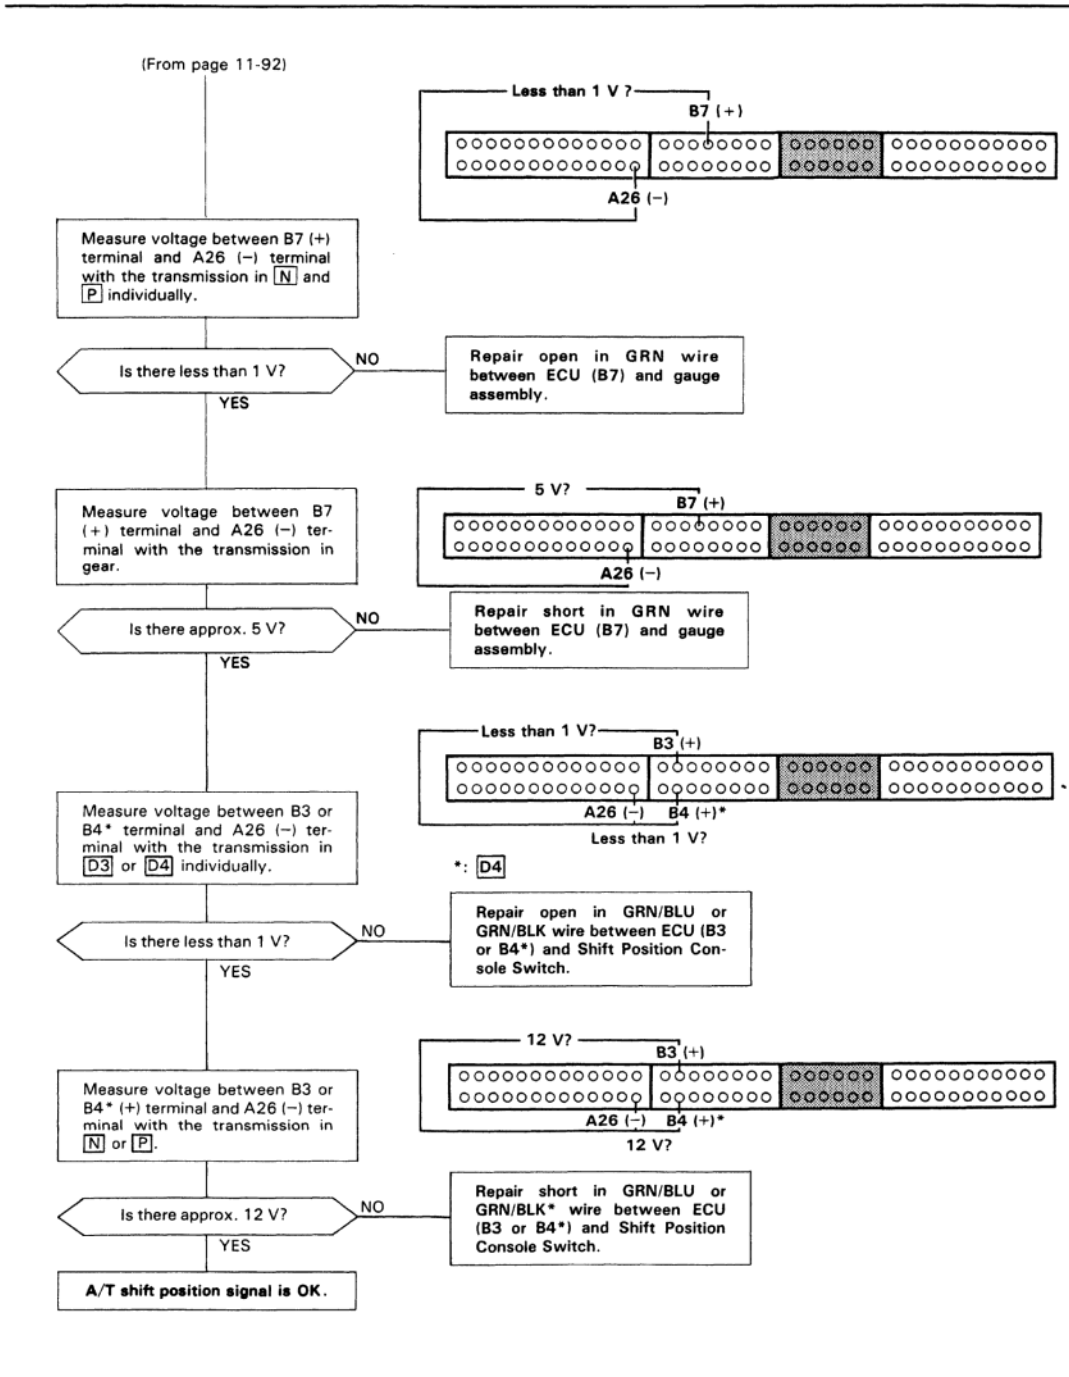 (From page 11-92)
Less than 1 V ?
B7 (+)
A26 (−)
Measure voltage between B7 (+)
terminal and A26 (−) terminal
with the transmission in N and
P individually.
Is there less than 1 V?
NO
YES
Repair open in GRN wire
between ECU (B7) and gauge
assembly.
5 V?
B7 (+)
A26 (−)
Measure voltage between B7
(+) terminal and A26 (−) ter-
minal with the transmission in
gear.
Is there approx. 5 V?
NO
YES
Repair short in GRN wire
between ECU (B7) and gauge
assembly.
Less than 1 V?
B3 (+)
A26 (−)
B4 (+)*
Less than 1 V?
*: D4
Measure voltage between B3 or
B4* terminal and A26 (−) ter-
minal with the transmission in
D3 or D4 individually.
Is there less than 1 V?
NO
YES
Repair open in GRN/BLU or
GRN/BLK wire between ECU (B3
or B4*) and Shift Position Con-
sole Switch.
12 V?
B3 (+)
A26 (−)
B4 (+)*
12 V?
Measure voltage between B3 or
B4* (+) terminal and A26 (−) ter-
minal with the transmission in
N or P.
Is there approx. 12 V?
NO
YES
Repair short in GRN/BLU or
GRN/BLK* wire between ECU
(B3 or B4*) and Shift Position
Console Switch.
A/T shift position signal is OK.